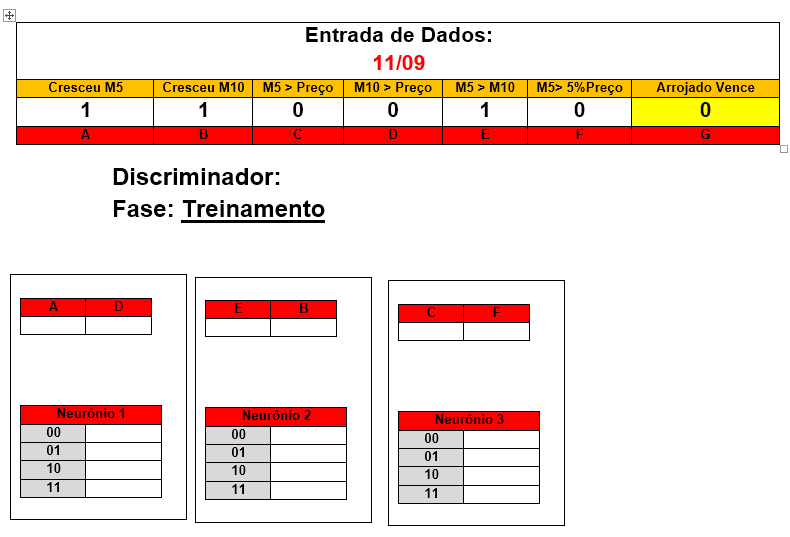 Entrada de Dados:
11/09
Cresceu M5 Cresceu M10 M5 > Preço M10 > Preço M5 > M10 M5> 5%Preço Arrojado Vence
1 1 0 0 1 0 0
A B C D E F G
Discriminador:
Fase: Treinamento
A D
E B
C F
Neurônio 1
00
01
10
11
Neurônio 2
00
01
10
11
Neurônio 3
00
01
10
11